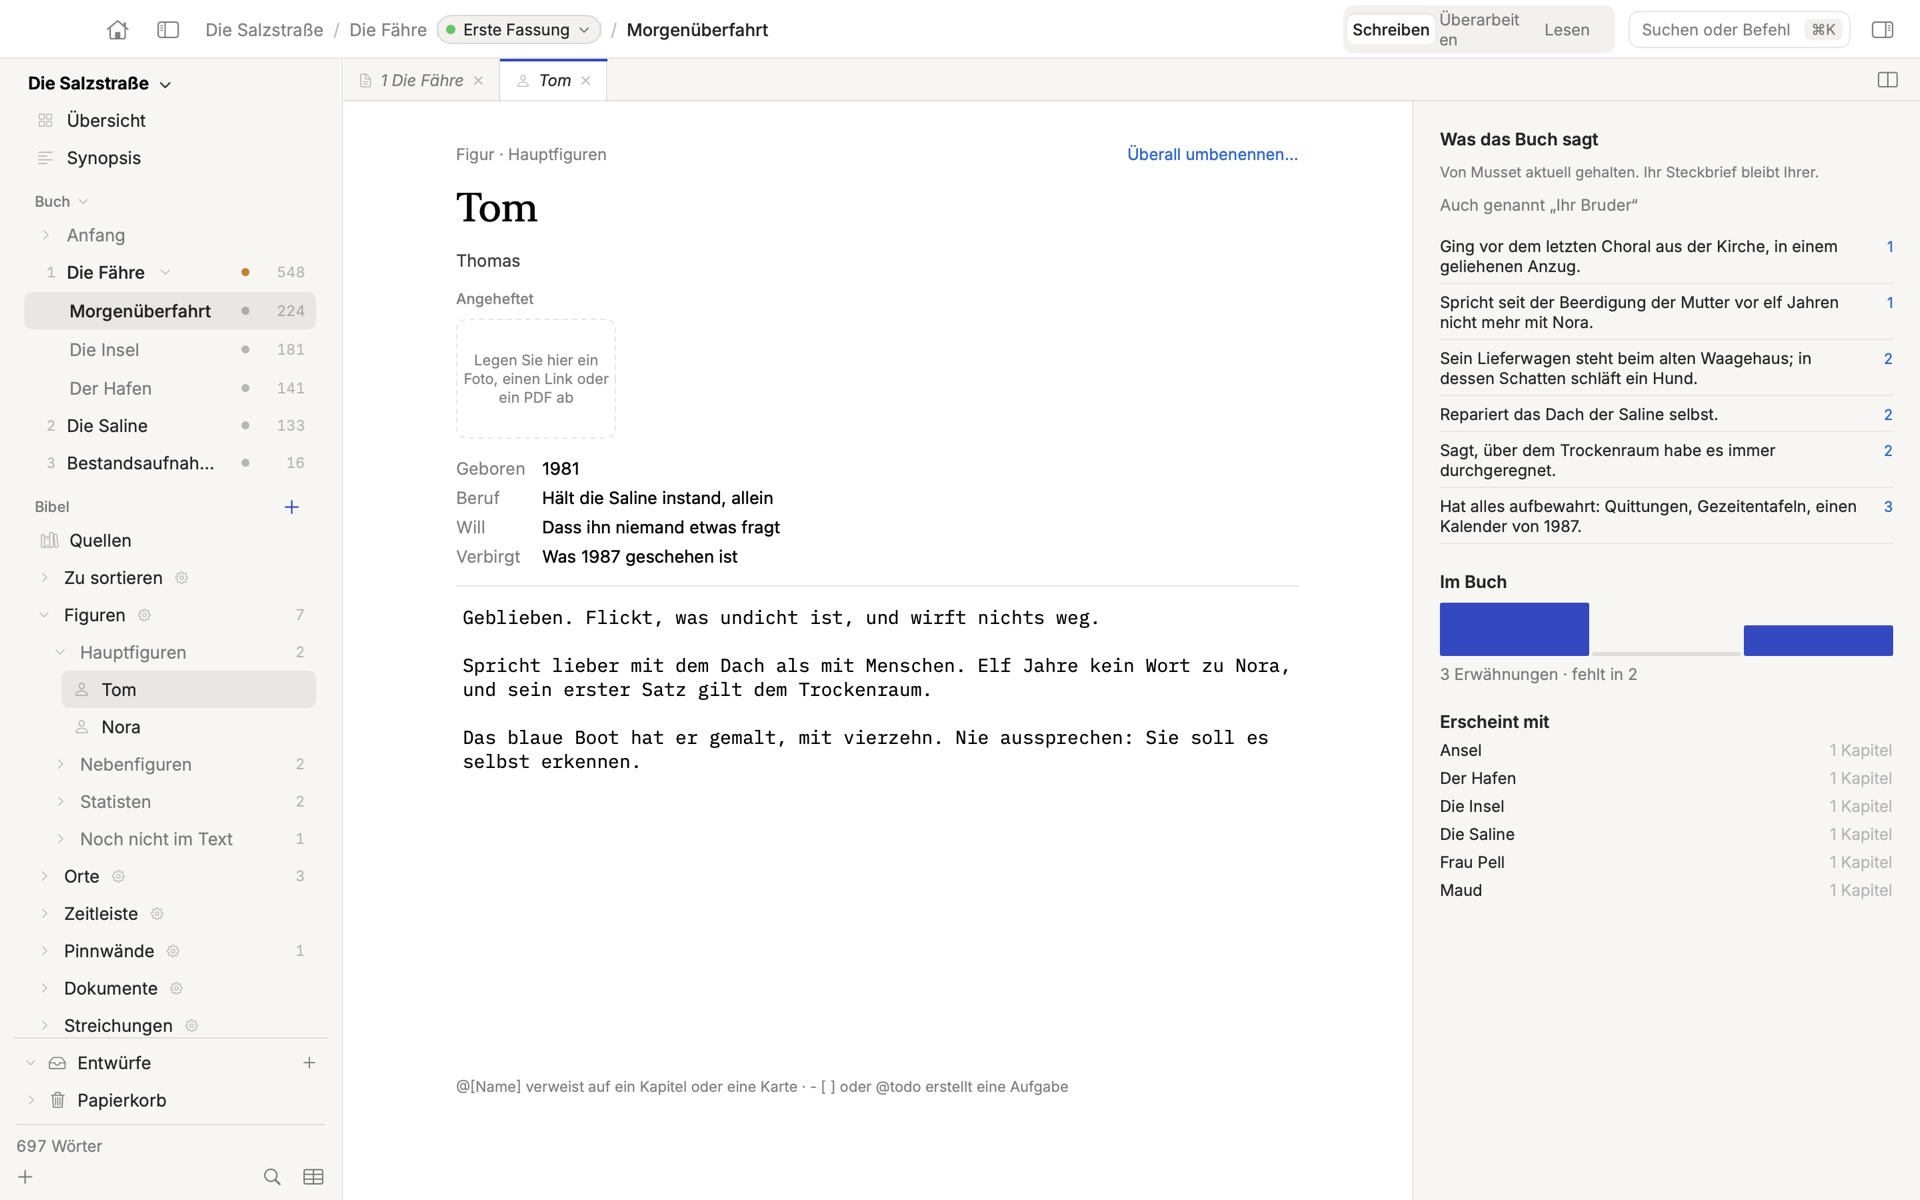 Die Salzstraße / Die Fähre Erste Fassung / Morgenüberfahrt
Schreiben
Überarbeit
en
Lesen
Suchen oder Befehl ⌘K
Die Salzstraße
Übersicht
Synopsis
Buch
Anfang
1 Die Fähre 548
Morgenüberfahrt 224
Die Insel 181
Der Hafen 141
2 Die Saline 133
3 Bestandsaufnah... 16
Bibel
Quellen
Zu sortieren
Figuren 7
Hauptfiguren 2
Tom
Nora
Nebenfiguren 2
Statisten 2
Noch nicht im Text 1
Orte 3
Zeitleiste
Pinnwände 1
Dokumente
Streichungen
Entwürfe
Papierkorb
697 Wörter
1 Die Fähre
Tom
Figur · Hauptfiguren
Überall umbenennen...
Tom
Thomas
Angeheftet
Legen Sie hier ein
Foto, einen Link oder
ein PDF ab
Geboren 1981
Beruf Hält die Saline instand, allein
Will Dass ihn niemand etwas fragt
Verbirgt Was 1987 geschehen ist
Geblieben. Flickt, was undicht ist, und wirft nichts weg.
Spricht lieber mit dem Dach als mit Menschen. Elf Jahre kein Wort zu Nora,
und sein erster Satz gilt dem Trockenraum.
Das blaue Boot hat er gemalt, mit vierzehn. Nie aussprechen: Sie soll es
selbst erkennen.
@[Name] verweist auf ein Kapitel oder eine Karte · - [ ] oder @todo erstellt eine Aufgabe
Was das Buch sagt
Von Musset aktuell gehalten. Ihr Steckbrief bleibt Ihrer.
Auch genannt „Ihr Bruder“
Ging vor dem letzten Choral aus der Kirche, in einem 1
geliehenen Anzug.
Spricht seit der Beerdigung der Mutter vor elf Jahren 1
nicht mehr mit Nora.
Sein Lieferwagen steht beim alten Waagehaus; in 2
dessen Schatten schläft ein Hund.
Repariert das Dach der Saline selbst. 2
Sagt, über dem Trockenraum habe es immer 2
durchgeregnet.
Hat alles aufbewahrt: Quittungen, Gezeitentafeln, einen 3
Kalender von 1987.
Im Buch
3 Erwähnungen · fehlt in 2
Erscheint mit
Ansel 1 Kapitel
Der Hafen 1 Kapitel
Die Insel 1 Kapitel
Die Saline 1 Kapitel
Frau Pell 1 Kapitel
Maud 1 Kapitel